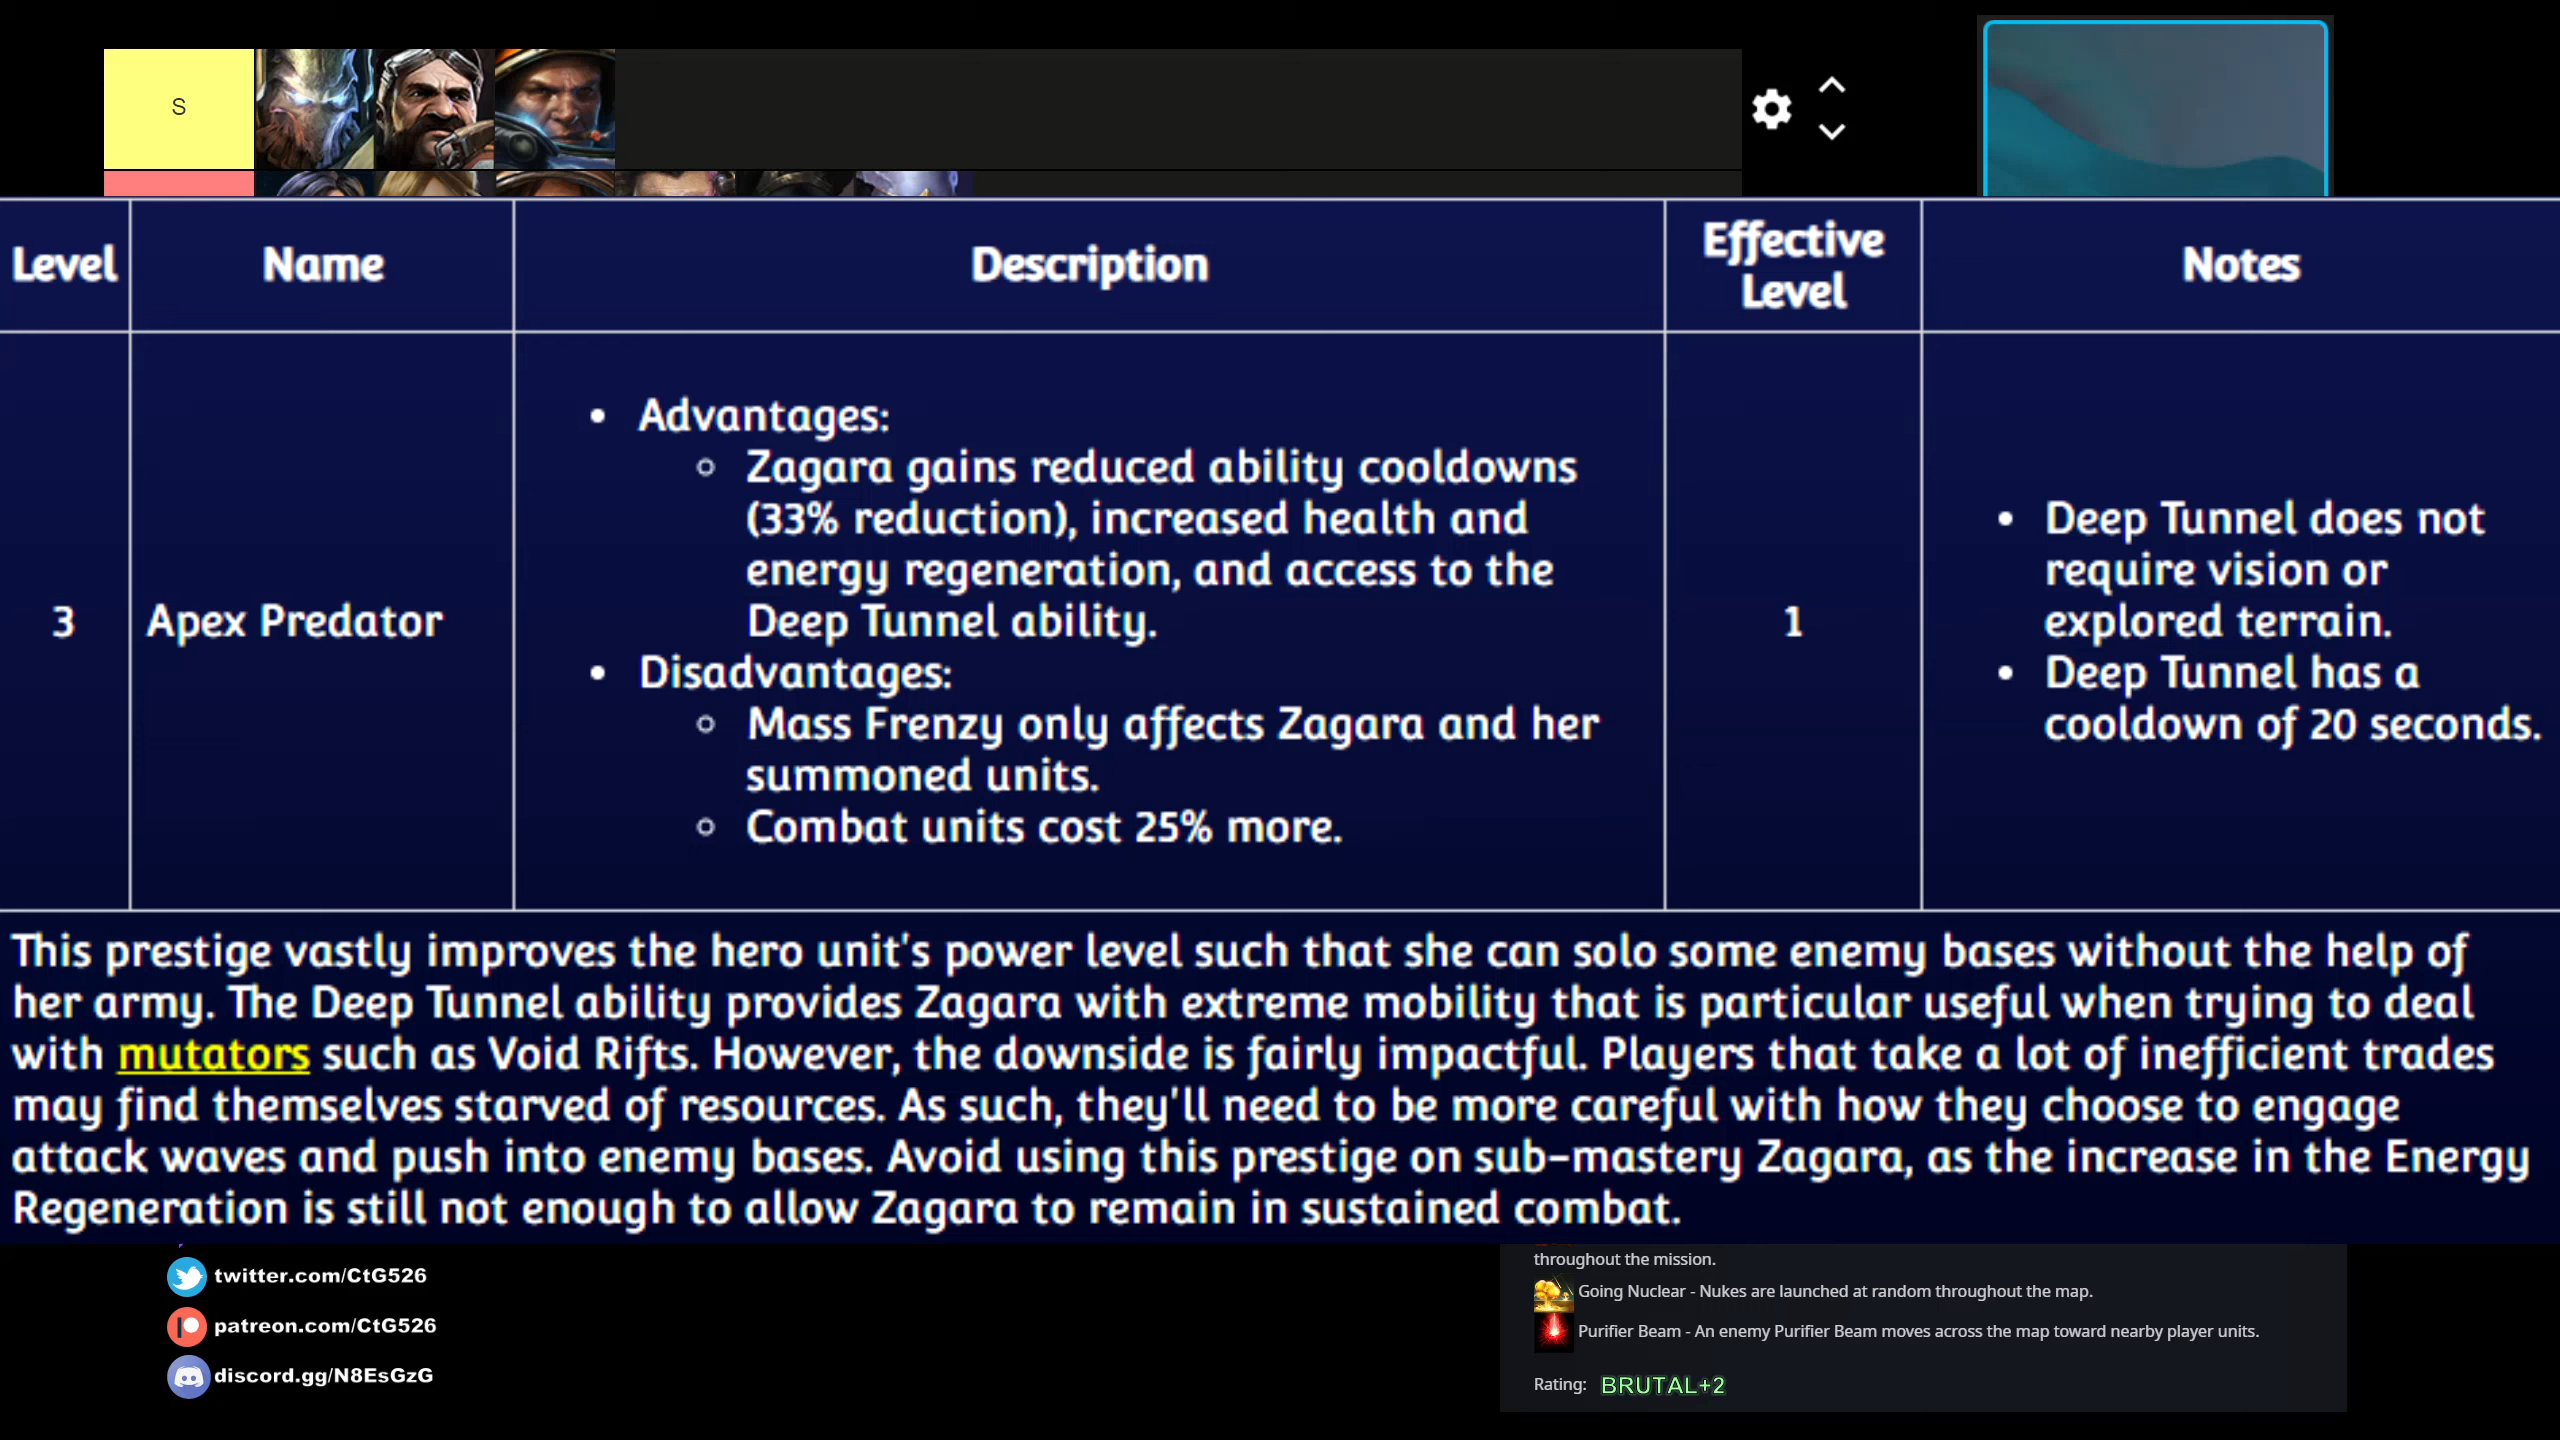 S
Level
Name
Description
Effective
Level
Notes
3
Apex Predator
• Advantages:
Zagara gains reduced ability cooldowns
(33% reduction), increased health and
energy regeneration, and access to the
Deep Tunnel ability.
• Disadvantages:
Mass Frenzy only affects Zagara and her
summoned units.
Combat units cost 25% more.
1
• Deep Tunnel does not
require vision or
explored terrain.
• Deep Tunnel has a
cooldown of 20 seconds.
This prestige vastly improves the hero unit's power level such that she can solo some enemy bases without the help of
her army. The Deep Tunnel ability provides Zagara with extreme mobility that is particular useful when trying to deal
with mutators such as Void Rifts. However, the downside is fairly impactful. Players that take a lot of inefficient trades
may find themselves starved of resources. As such, they'll need to be more careful with how they choose to engage
attack waves and push into enemy bases. Avoid using this prestige on sub-mastery Zagara, as the increase in the Energy
Regeneration is still not enough to allow Zagara to remain in sustained combat.
twitter.com/CtG526
patreon.com/CtG526
discord.gg/N8EsGzG
throughout the mission.
Going Nuclear - Nukes are launched at random throughout the map.
Purifier Beam - An enemy Purifier Beam moves across the map toward nearby player units.
Rating: BRUTAL+2